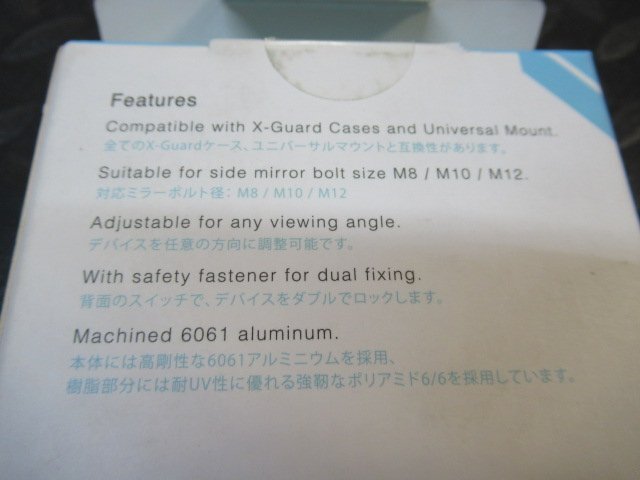 Features
Compatible with X-Guard Cases and Universal Mount.
全てのX-Guardケース、ユニバーサルマウントと互換性があります。
Suitable for side mirror bolt size M8 / M10 / M12.
対応ミラーボルト径: M8 / M10 / M12
Adjustable for any viewing angle.
デバイスを任意の方向に調整可能です。
With safety fastener for dual fixing.
背面のスイッチで、デバイスをダブルでロックします。
Machined 6061 aluminum.
本体には高剛性な6061アルミニウムを採用、
樹脂部分には耐UV性に優れる強靭なポリアミド6/6を採用しています。